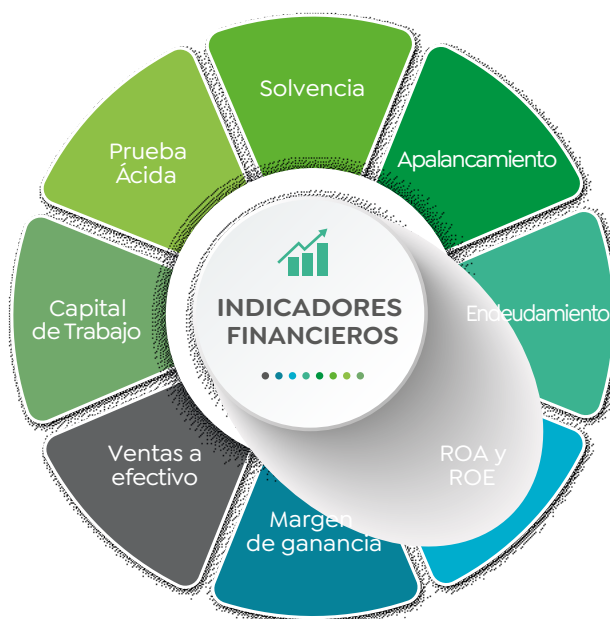 Solvencia
Apalancamiento
Endeudamiento
ROA y
ROE
Margen
de ganancia
Ventas a
efectivo
Capital
de Trabajo
Prueba
Ácida
INDICADORES
FINANCIEROS